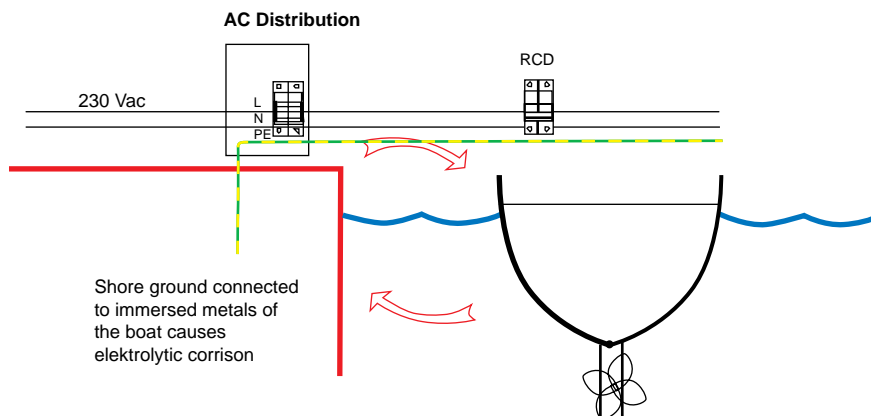 AC Distribution
RCD
230 Vac
L
N
PE
Shore ground connected
to immersed metals of
the boat causes
elektrolytic corrison